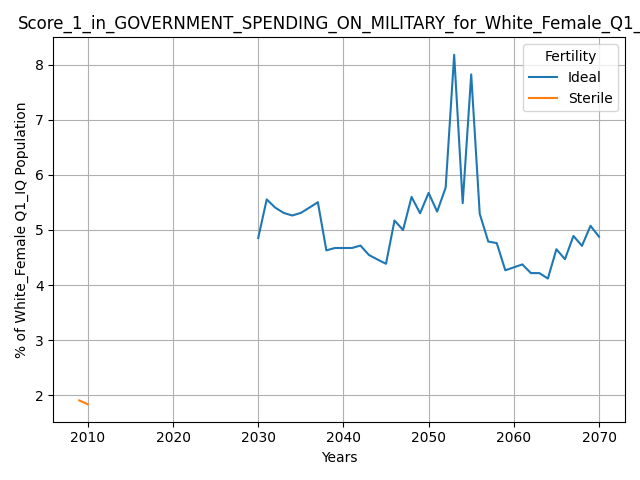 Score_1_in_GOVERNMENT_SPENDING_ON_MILITARY_for_White_Female_Q1_
Fertility
Ideal
Sterile
% of White_Female Q1_IQ Population
8
7
6
5
4
3
2
2010 2020 2030 2040 2050 2060 2070
Years